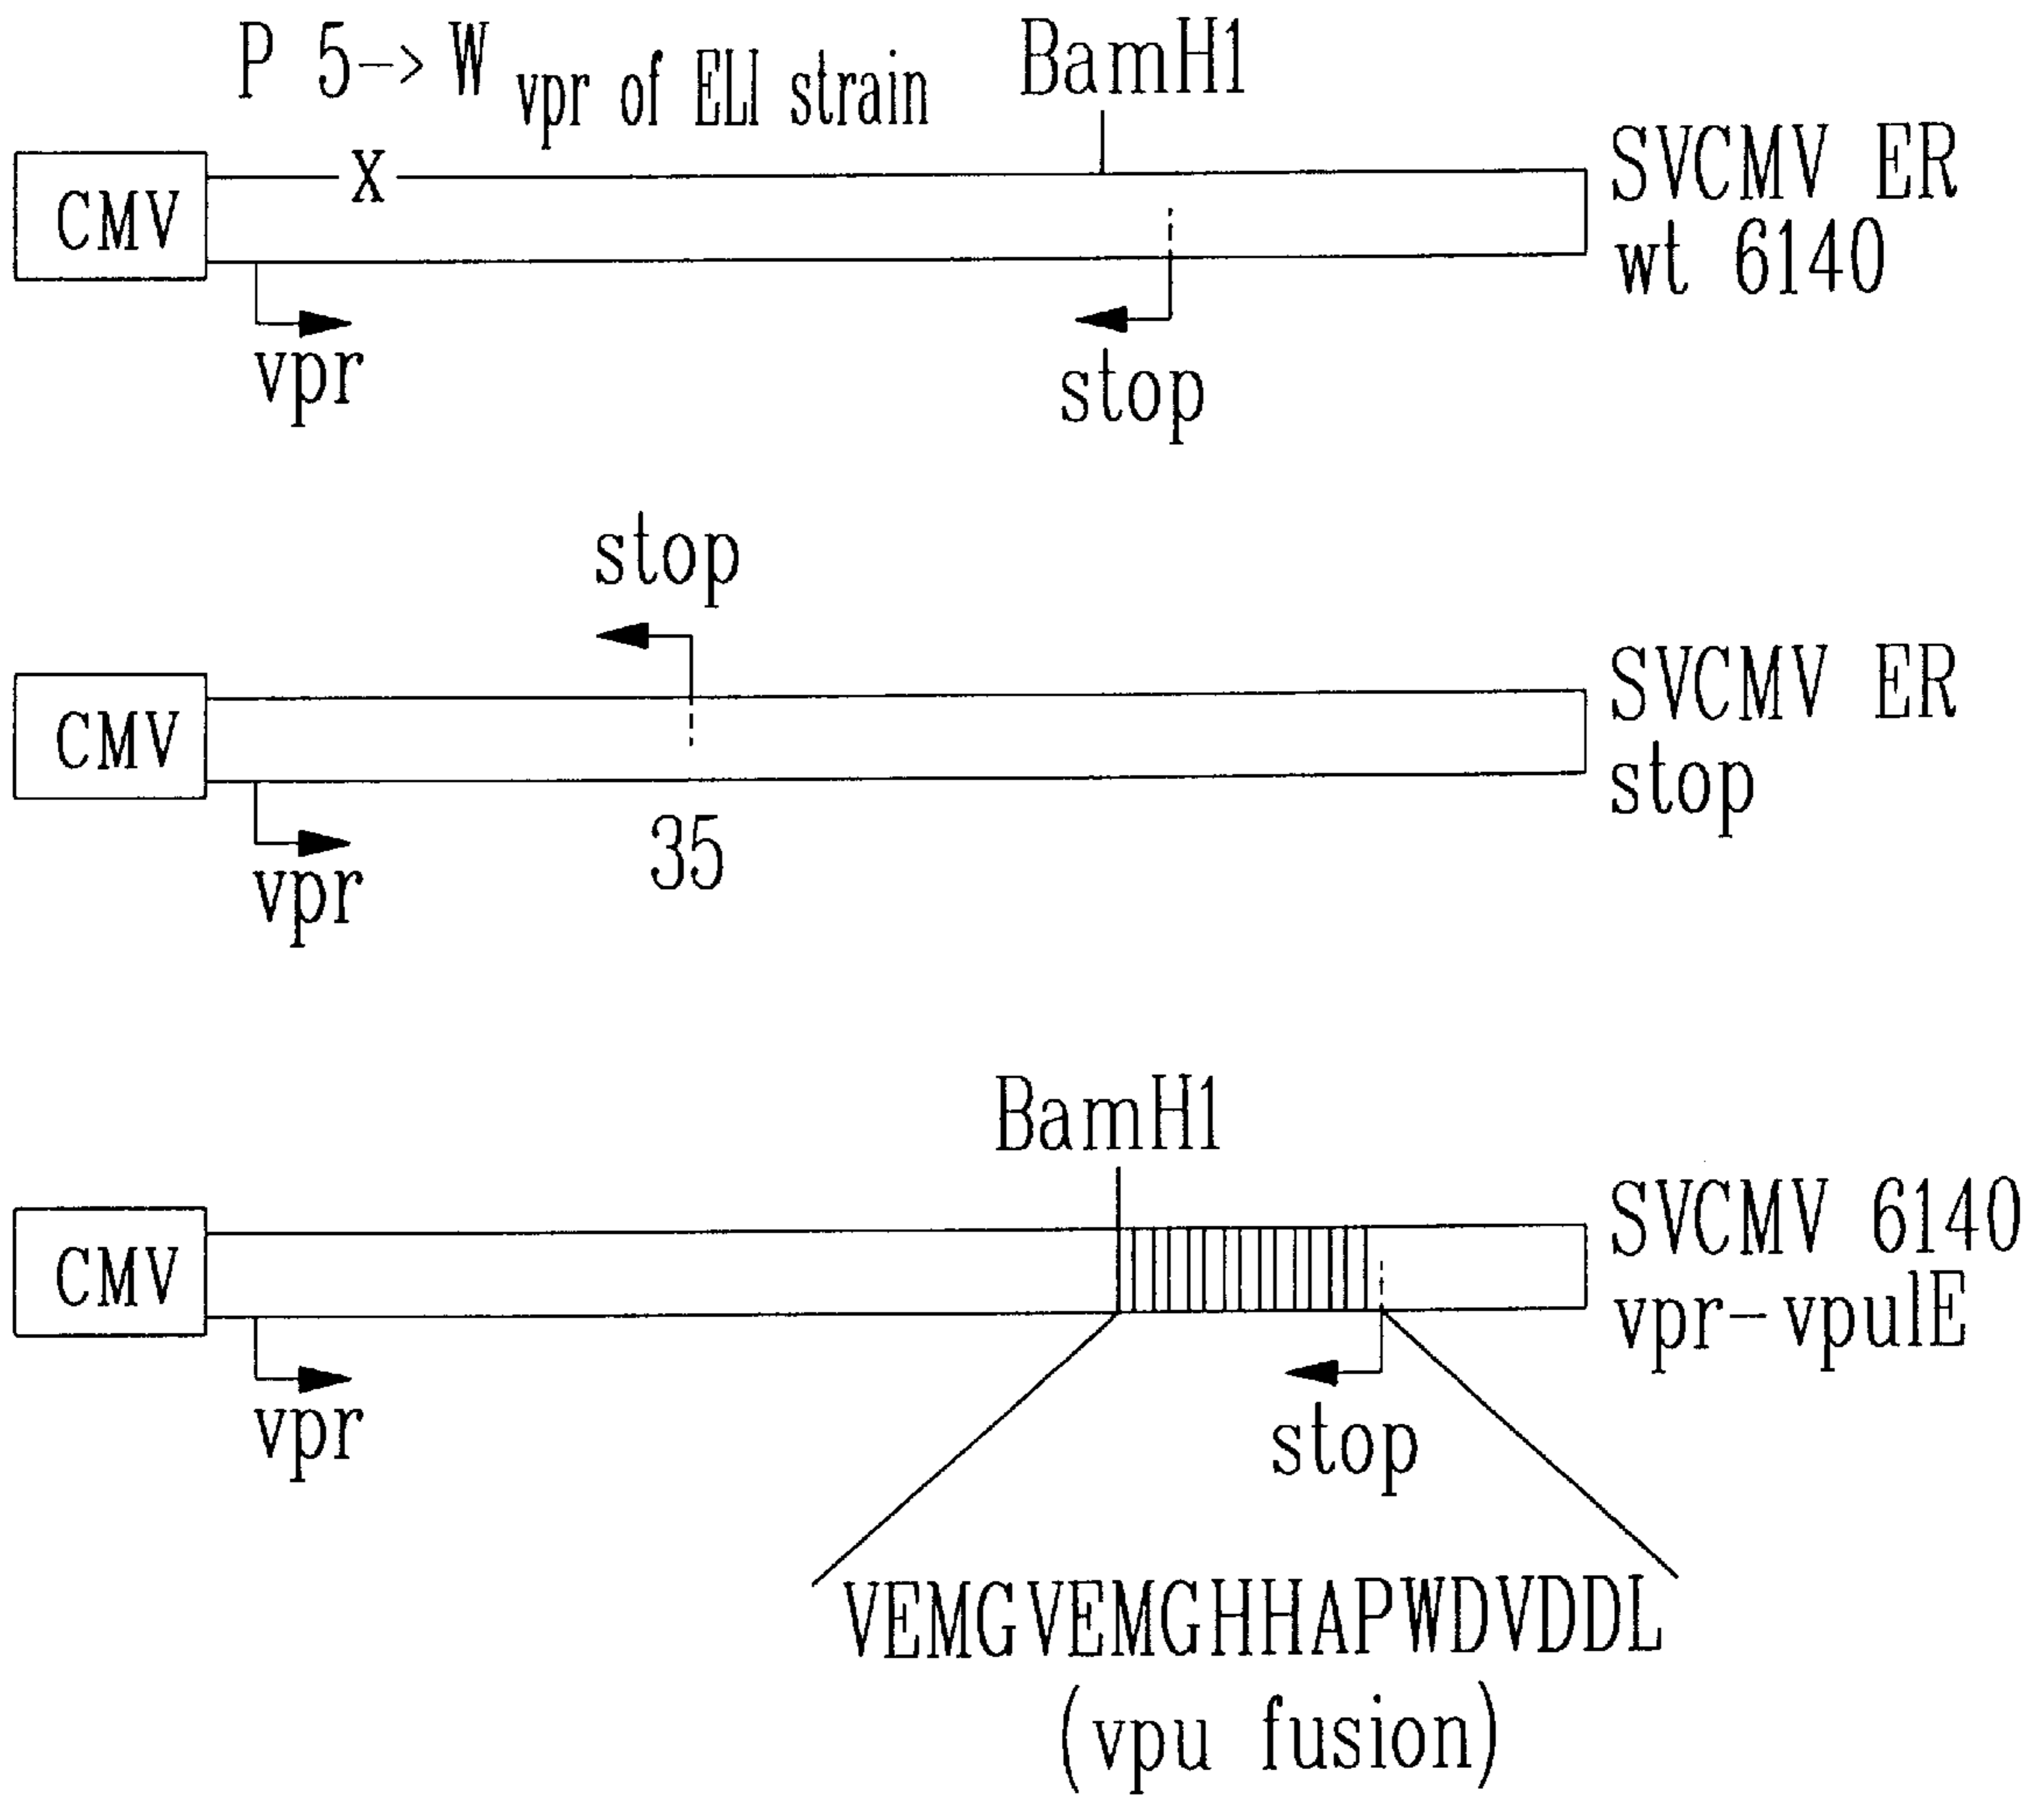 P 5-> W vpr of ELI strain
BamH1
CMV
X
SVCMV ER
wt 6140
vpr
stop
stop
CMV
SVCMV ER
stop
vpr
35
BamH1
CMV
SVCMV 6140
vpr-vpulE
vpr
stop
VEMGVEMGHHAPWDVDDL
(vpu fusion)